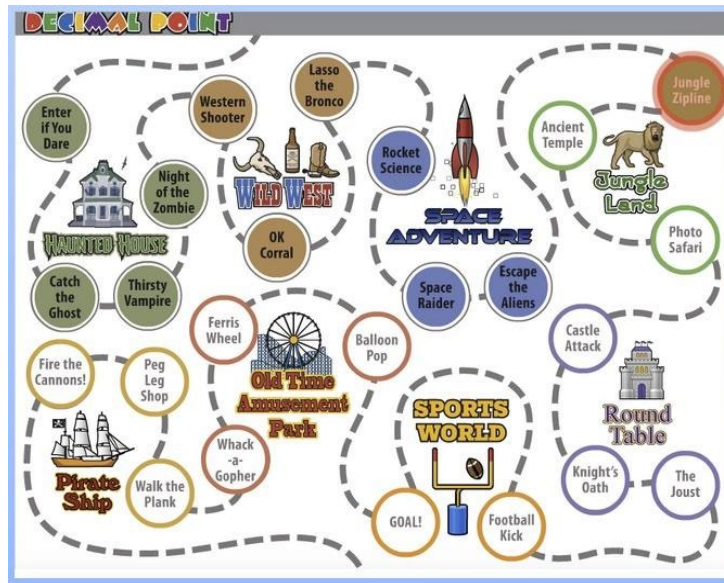 DECIMAL POINT
Enter
if You
Dare
Night
of the
Zombie
HAUNTED HOUSE
Catch
the
Ghost
Thirsty
Vampire
Western
Shooter
Lasso
the
Bronco
WILD WEST
OK
Corral
Rocket
Science
SPACE
ADVENTURE
Space
Raider
Escape
the
Aliens
Jungle
Zipline
Ancient
Temple
Jungle
Land
Photo
Safari
Fire the
Cannons!
Peg
Leg
Shop
Pirate
Ship
Walk the
Plank
Ferris
Wheel
Balloon
Pop
Old Time
Amusement
Park
Whack
-a-
Gopher
SPORTS
WORLD
GOAL!
Football
Kick
Castle
Attack
Round
Table
Knight's
Oath
The
Joust